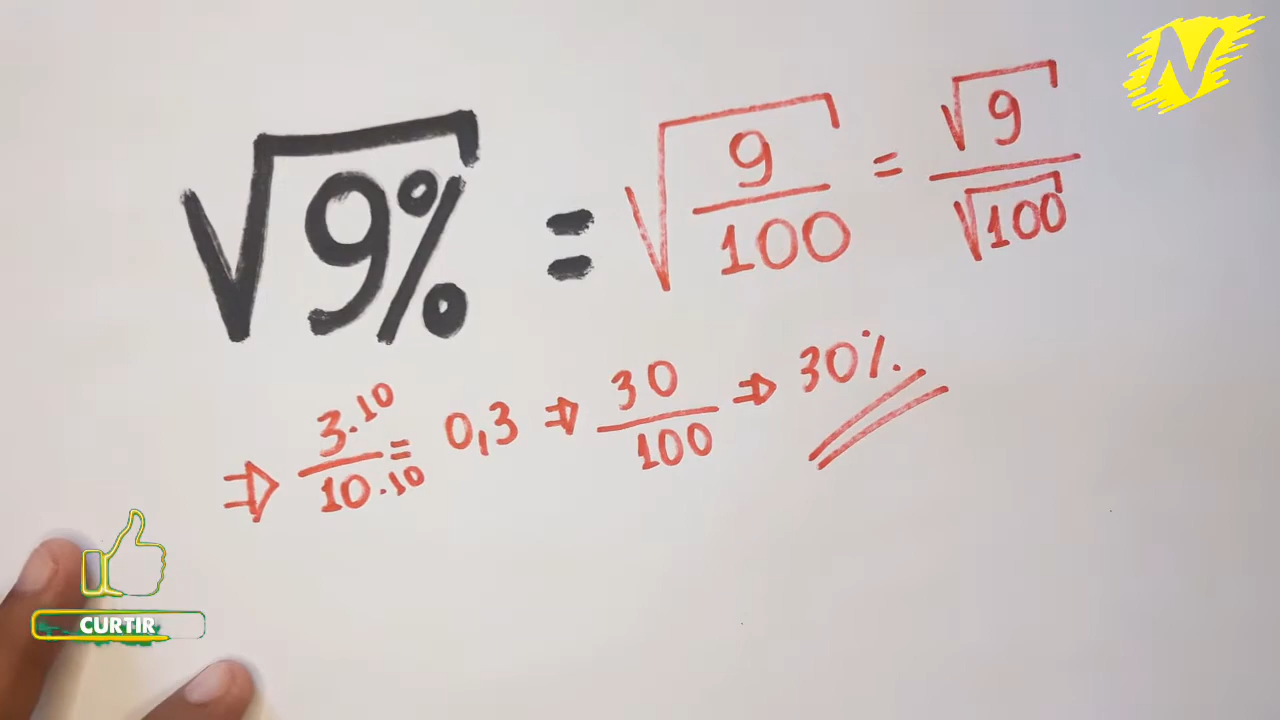 √9% = √(9/100) = √9/√100
⇒ 3.10/10.10 = 0,3 ⇒ 30/100 ⇒ 30%.
CURTIR
N